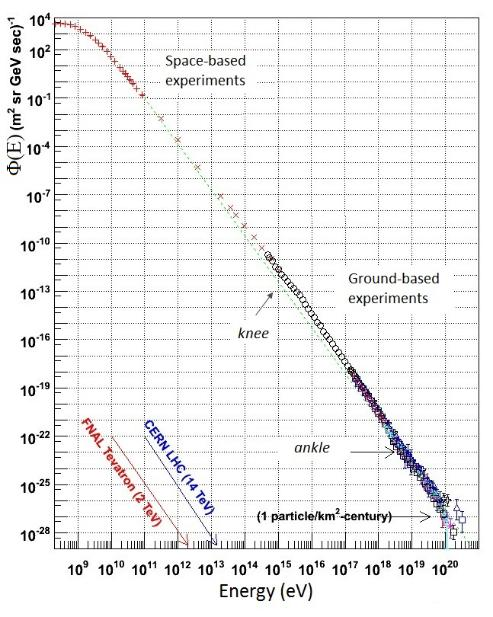 Φ(E) (m² sr GeV sec)⁻¹
10⁴
10²
10⁻¹
10⁻⁴
10⁻⁷
10⁻¹⁰
10⁻¹³
10⁻¹⁶
10⁻¹⁹
10⁻²²
10⁻²⁵
10⁻²⁸
Space-based
experiments
Ground-based
experiments
knee
ankle
FNAL Tevatron (2 TeV)
CERN LHC (14 TeV)
(1 particle/km²-century)
10⁹ 10¹⁰ 10¹¹ 10¹² 10¹³ 10¹⁴ 10¹⁵ 10¹⁶ 10¹⁷ 10¹⁸ 10¹⁹ 10²⁰
Energy (eV)